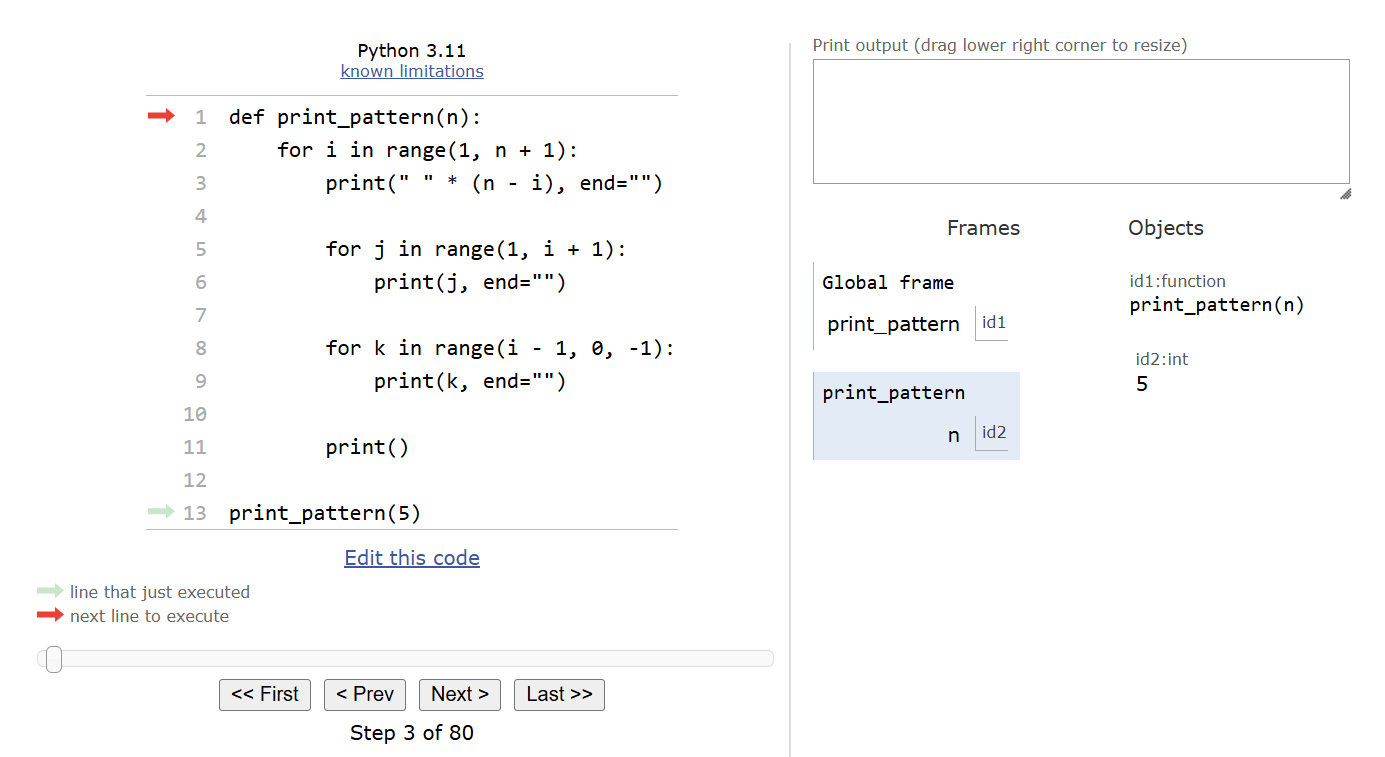 Python 3.11
known limitations
1 def print_pattern(n):
2     for i in range(1, n + 1):
3         print(" " * (n - i), end="")
4
5         for j in range(1, i + 1):
6             print(j, end="")
7
8         for k in range(i - 1, 0, -1):
9             print(k, end="")
10
11         print()
12
13 print_pattern(5)
Edit this code
line that just executed
next line to execute
<< First  < Prev  Next >  Last >>
Step 3 of 80
Print output (drag lower right corner to resize)
Frames  Objects
Global frame
print_pattern  id1
print_pattern
n  id2
id1:function
print_pattern(n)
id2:int
5